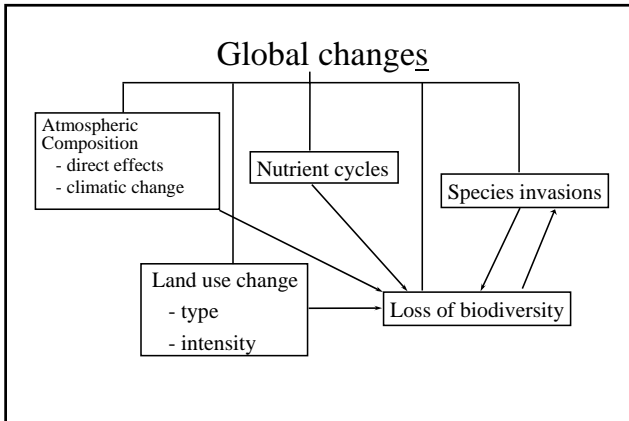 Global changes
Atmospheric
Composition
- direct effects
- climatic change
Nutrient cycles
Species invasions
Land use change
- type
- intensity
Loss of biodiversity